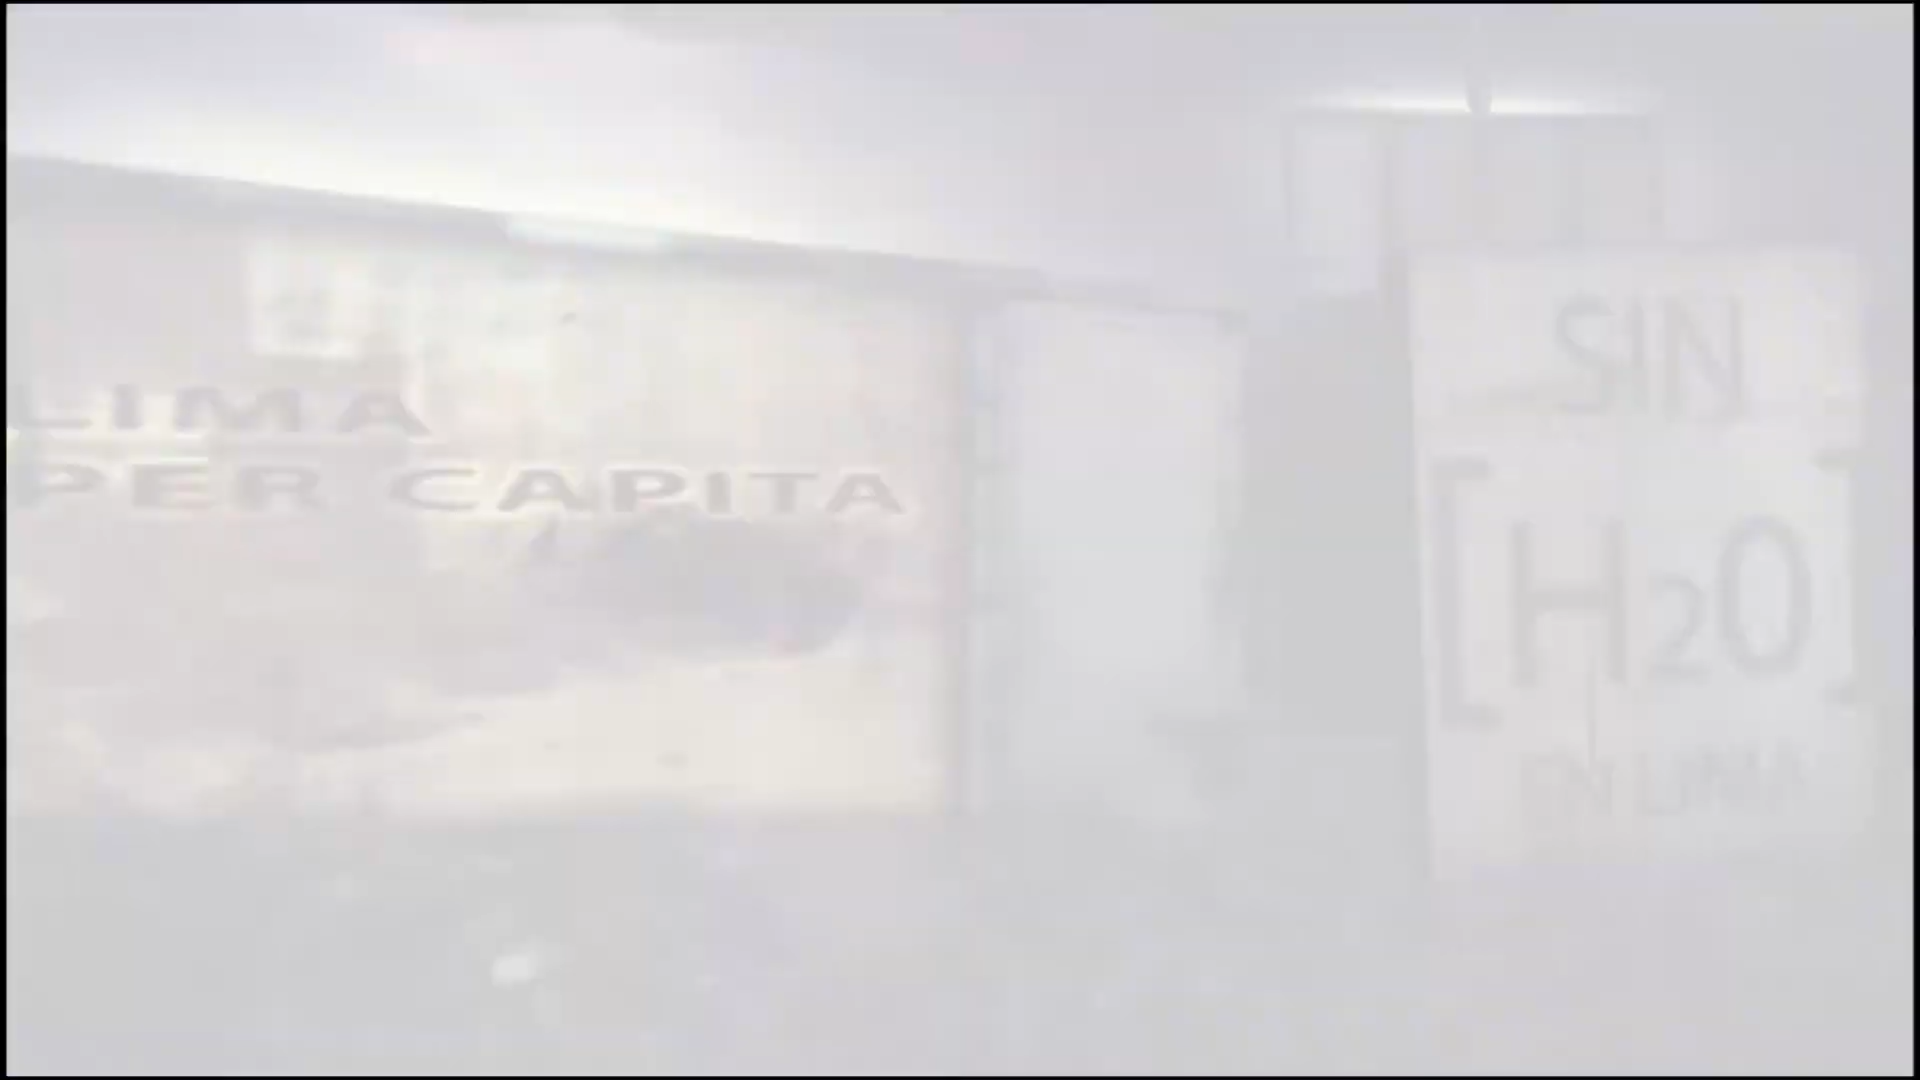 LIMA
PER CAPITA
SIN
[H2O]
EN LIMA